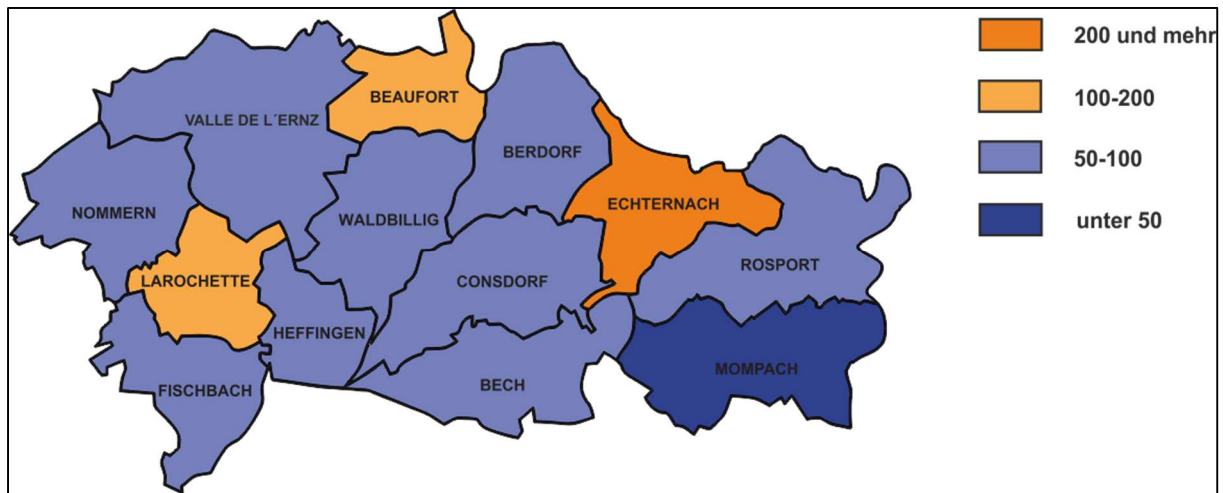 200 und mehr
BEAUFORT
100-200
VALLE DE L´ERNZ
BERDORF
50-100
NOMMERN
WALDBILLIG
ECHTERNACH
unter 50
LAROCHETTE
CONSDORF
ROSPORT
HEFFINGEN
FISCHBACH
BECH
MOMPACH